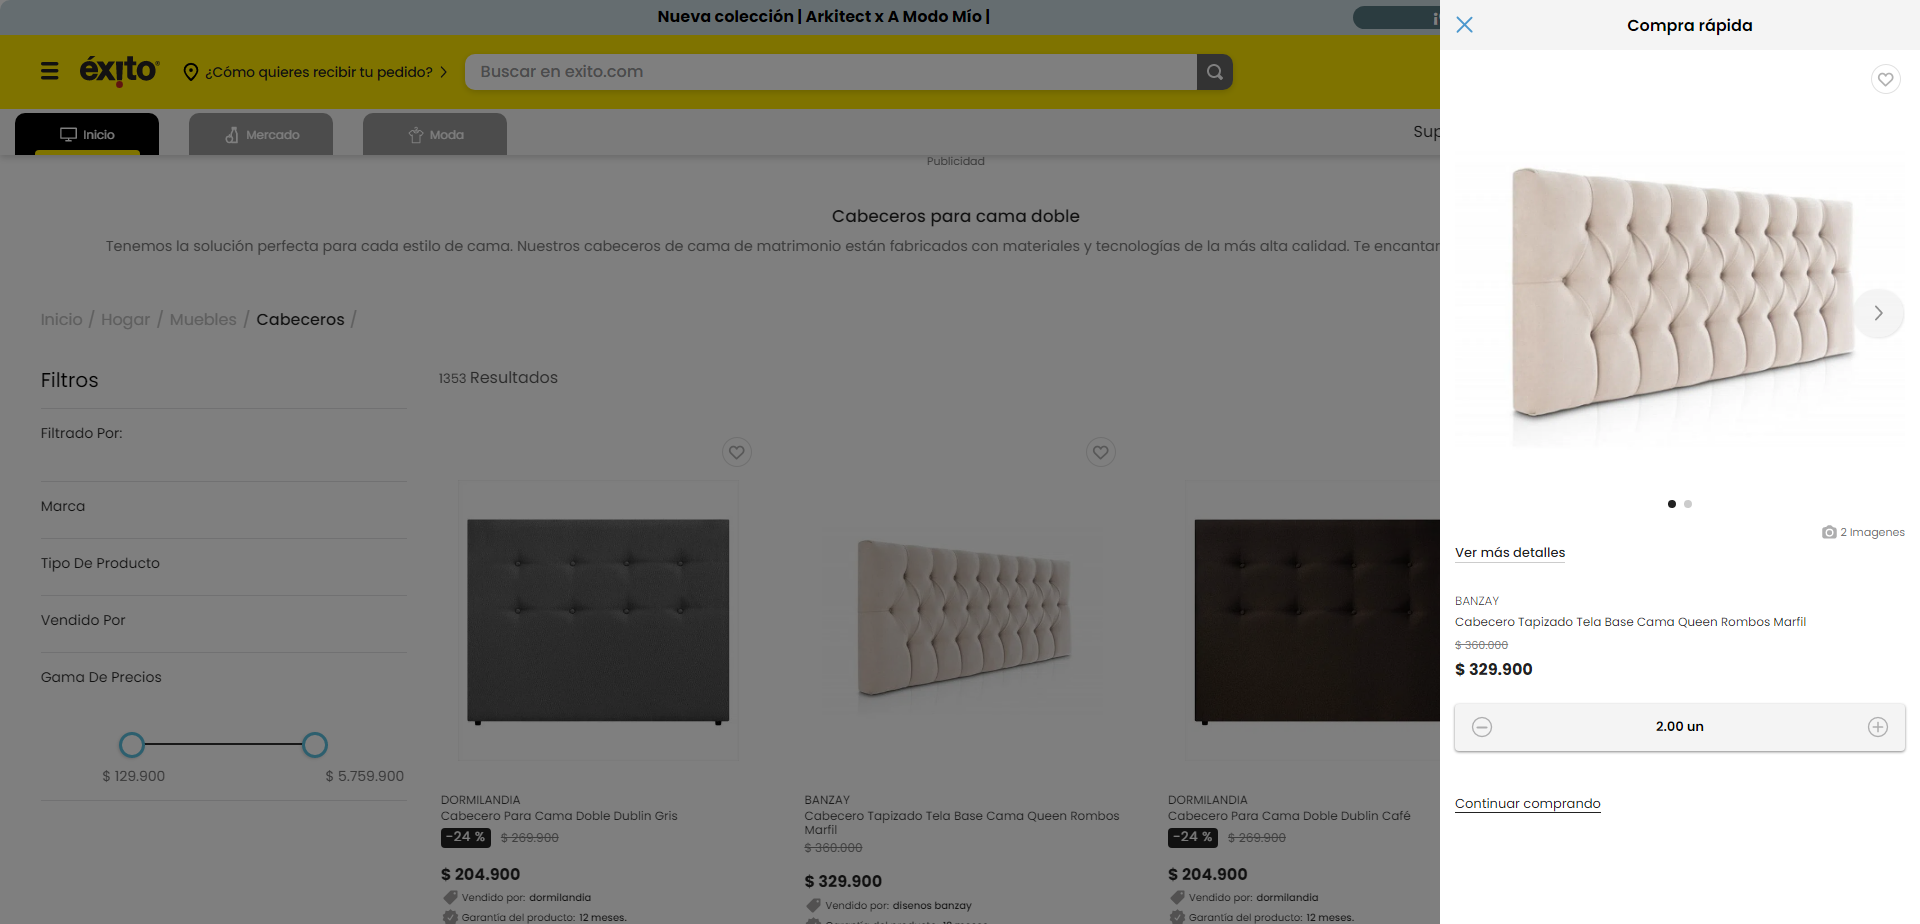 Nueva colección | Arkitect x A Modo Mío |
éxito
¿Cómo quieres recibir tu pedido?
Buscar en exito.com
Inicio
Mercado
Moda
Publicidad
Cabeceros para cama doble
Tenemos la solución perfecta para cada estilo de cama. Nuestros cabeceros de cama de matrimonio están fabricados con materiales y tecnologías de la más alta calidad. Te
Inicio / Hogar / Muebles / Cabeceros /
Filtros
Filtrado Por:
Marca
Tipo De Producto
Vendido Por
Gama De Precios
$ 129.900
$ 5.759.900
1353 Resultados
DORMILANDIA
Cabecero Para Cama Doble Dublin Gris
-24 % $ 269.900
$ 204.900
Vendido por: dormilandia
Garantía del producto: 12 meses.
BANZAY
Cabecero Tapizado Tela Base Cama Queen Rombos
Marfil
$ 360.000
$ 329.900
Vendido por: disenos banzay
DORMILANDIA
Cabecero Para Cama Doble Dublín Café
-24 % $ 269.900
$ 204.900
Vendido por: dormilandia
Garantía del producto: 12 meses.
Compra rápida
2 Imagenes
Ver más detalles
BANZAY
Cabecero Tapizado Tela Base Cama Queen Rombos Marfil
$ 360.000
$ 329.900
2.00 un
Continuar comprando